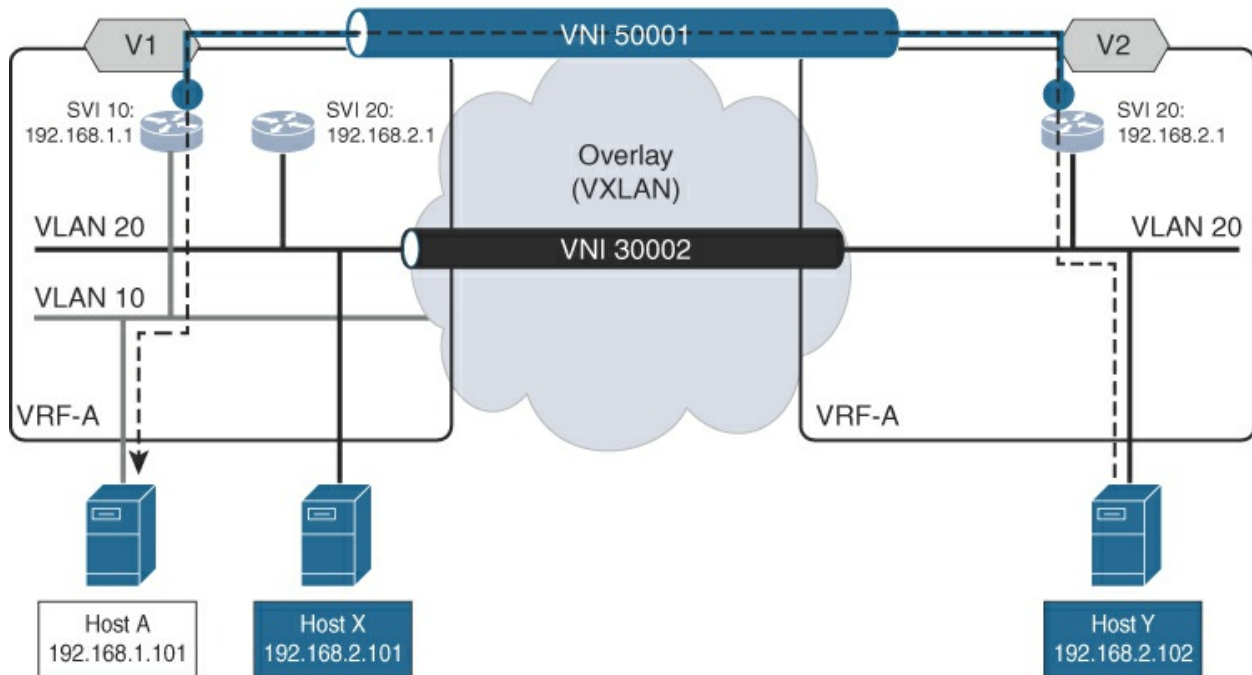 V1
VNI 50001
V2
SVI 10:
192.168.1.1
SVI 20:
192.168.2.1
SVI 20:
192.168.2.1
Overlay
(VXLAN)
VLAN 20
VNI 30002
VLAN 20
VLAN 10
VRF-A
VRF-A
Host A
192.168.1.101
Host X
192.168.2.101
Host Y
192.168.2.102